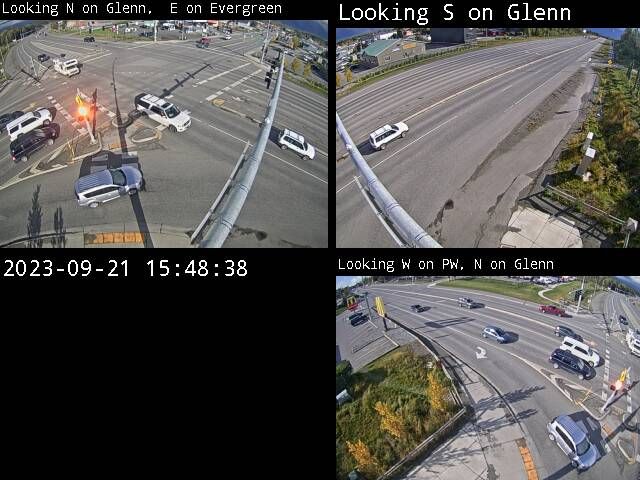 Looking N on Glenn,  E on Evergreen
Looking S on Glenn
2023-09-21 15:48:38
Looking W on PW, N on Glenn